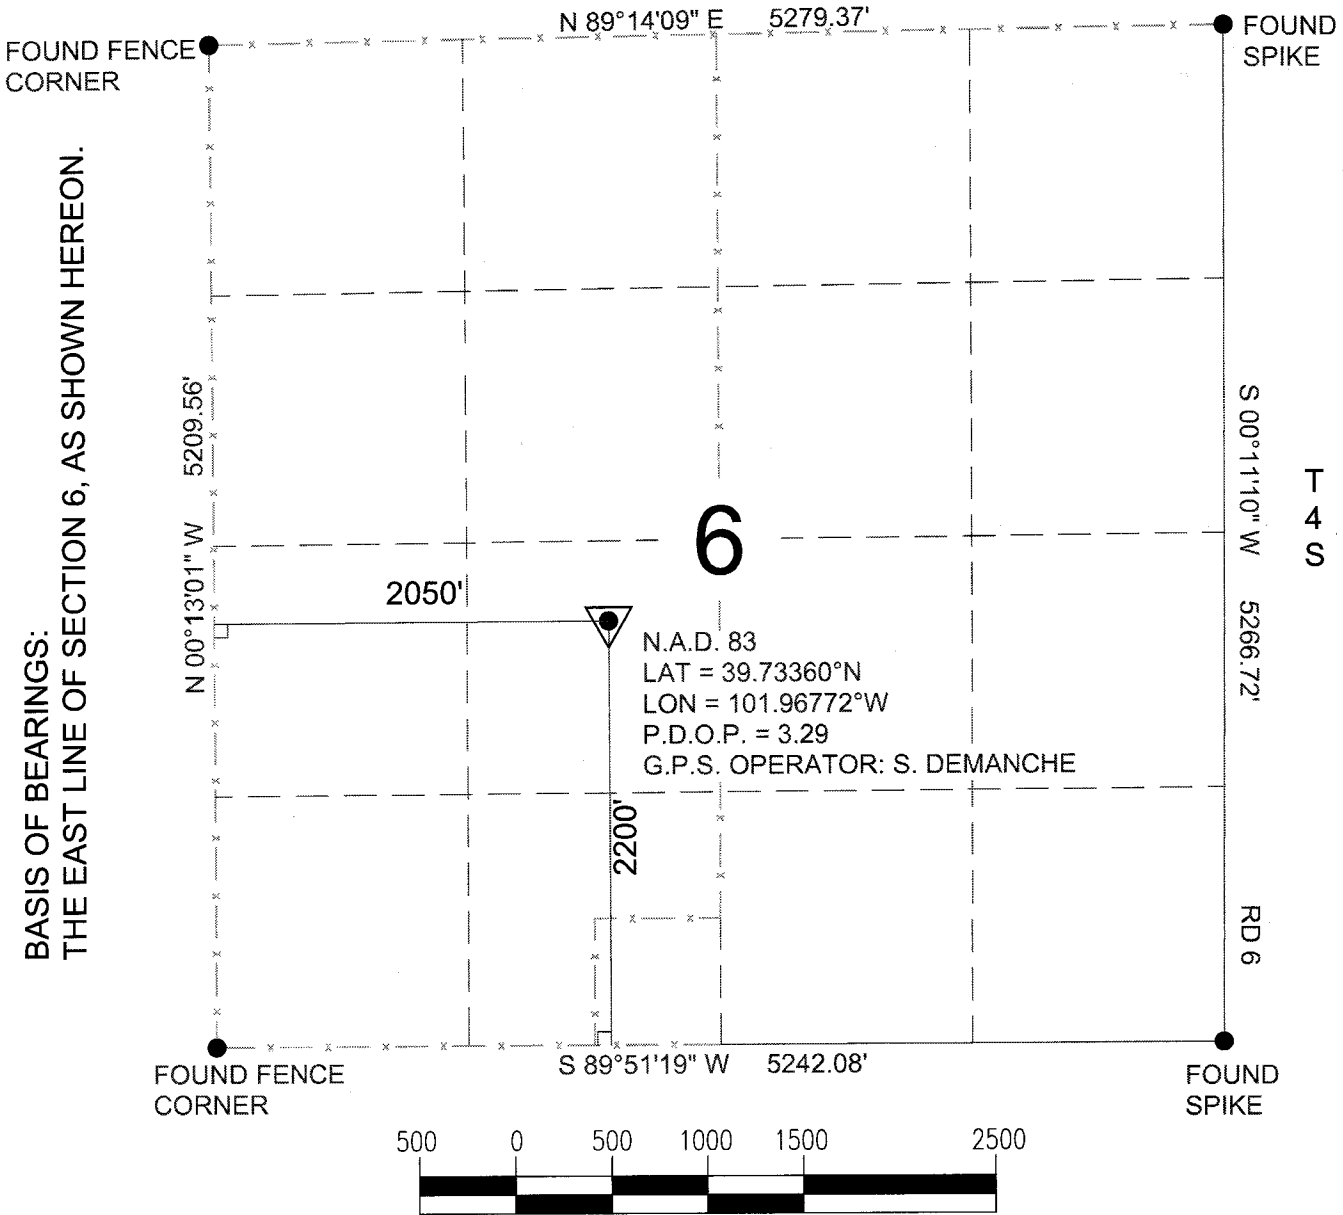 N 89°14'09" E 5279.37'
FOUND FENCE
CORNER
FOUND
SPIKE
BASIS OF BEARINGS:
THE EAST LINE OF SECTION 6, AS SHOWN HEREON.
N 00°13'01" W 5209.56'
S 00°11'10" W 5266.72'
T
4
S
6
2050'
N.A.D. 83
LAT = 39.73360°N
LON = 101.96772°W
P.D.O.P. = 3.29
G.P.S. OPERATOR: S. DEMANCHE
2200'
RD 6
S 89°51'19" W 5242.08'
FOUND FENCE
CORNER
FOUND
SPIKE
500 0 500 1000 1500 2500